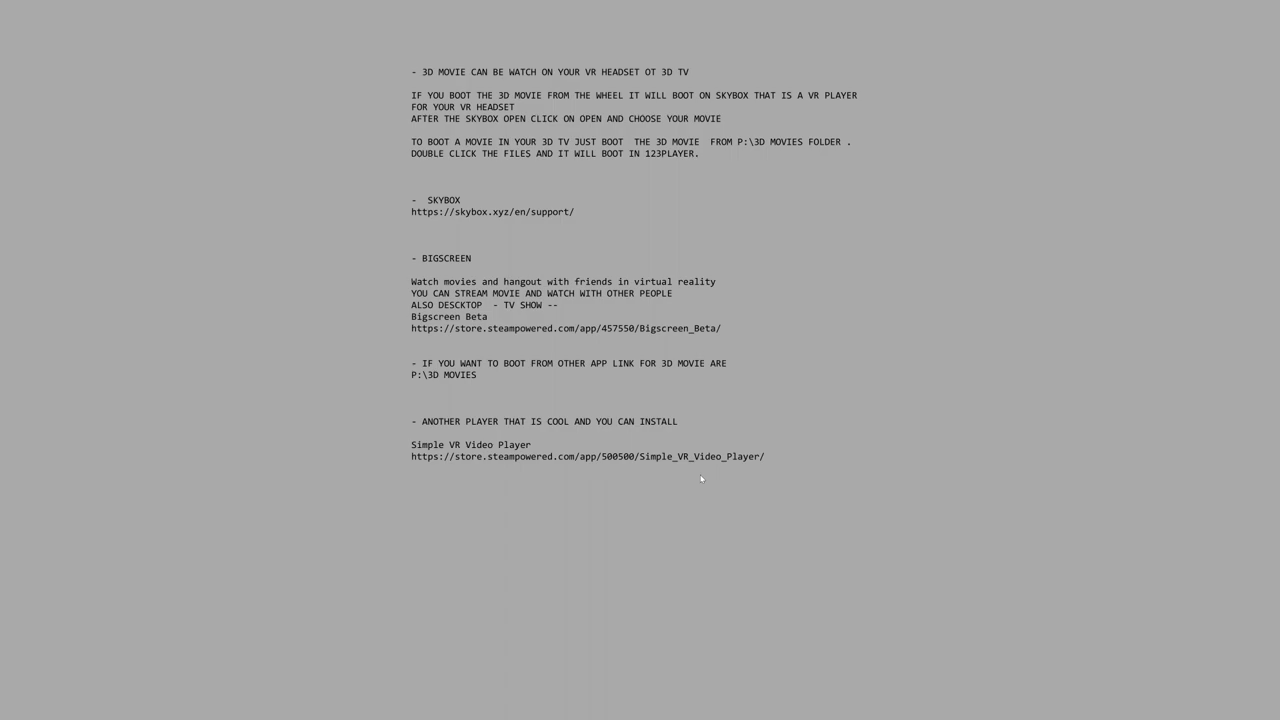 - 3D MOVIE CAN BE WATCH ON YOUR VR HEADSET OT 3D TV
IF YOU BOOT THE 3D MOVIE FROM THE WHEEL IT WILL BOOT ON SKYBOX THAT IS A VR PLAYER
FOR YOUR VR HEADSET
AFTER THE SKYBOX OPEN CLICK ON OPEN AND CHOOSE YOUR MOVIE
TO BOOT A MOVIE IN YOUR 3D TV JUST BOOT  THE 3D MOVIE  FROM P:\3D MOVIES FOLDER .
DOUBLE CLICK THE FILES AND IT WILL BOOT IN 123PLAYER.
-  SKYBOX
https://skybox.xyz/en/support/
- BIGSCREEN
Watch movies and hangout with friends in virtual reality
YOU CAN STREAM MOVIE AND WATCH WITH OTHER PEOPLE
ALSO DESCKTOP  - TV SHOW --
Bigscreen Beta
https://store.steampowered.com/app/457550/Bigscreen_Beta/
- IF YOU WANT TO BOOT FROM OTHER APP LINK FOR 3D MOVIE ARE
P:\3D MOVIES
- ANOTHER PLAYER THAT IS COOL AND YOU CAN INSTALL
Simple VR Video Player
https://store.steampowered.com/app/500500/Simple_VR_Video_Player/